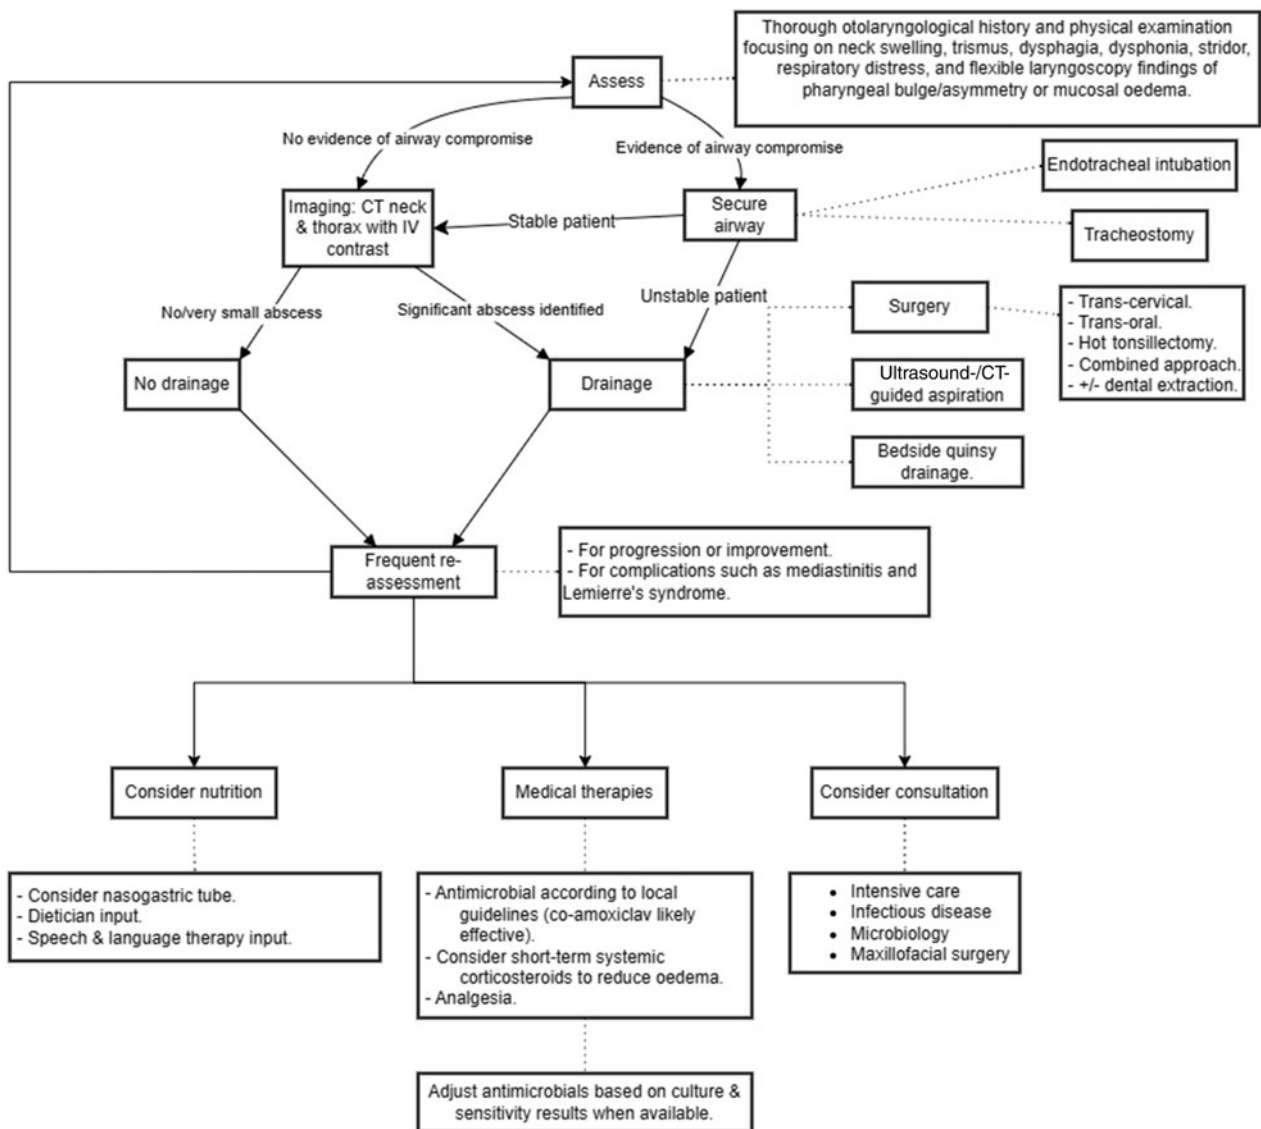 Thorough otolaryngological history and physical examination
focusing on neck swelling, trismus, dysphagia, dysphonia, stridor,
respiratory distress, and flexible laryngoscopy findings of
pharyngeal bulge/asymmetry or mucosal oedema.
Assess
No evidence of airway compromise
Evidence of airway compromise
Endotracheal intubation
Imaging: CT neck
& thorax with IV
contrast
Stable patient
Secure
airway
Tracheostomy
No/very small abscess
Significant abscess identified
Unstable patient
Surgery
- Trans-cervical.
- Trans-oral.
- Hot tonsillectomy.
- Combined approach.
- +/- dental extraction.
No drainage
Drainage
Ultrasound-/CT-
guided aspiration
Bedside quinsy
drainage.
Frequent re-
assessment
- For progression or improvement.
- For complications such as mediastinitis and
Lemierre's syndrome.
Consider nutrition
Medical therapies
Consider consultation
- Consider nasogastric tube.
- Dietician input.
- Speech & language therapy input.
- Antimicrobial according to local
guidelines (co-amoxiclav likely
effective).
- Consider short-term systemic
corticosteroids to reduce oedema.
- Analgesia.
• Intensive care
• Infectious disease
• Microbiology
• Maxillofacial surgery
Adjust antimicrobials based on culture &
sensitivity results when available.